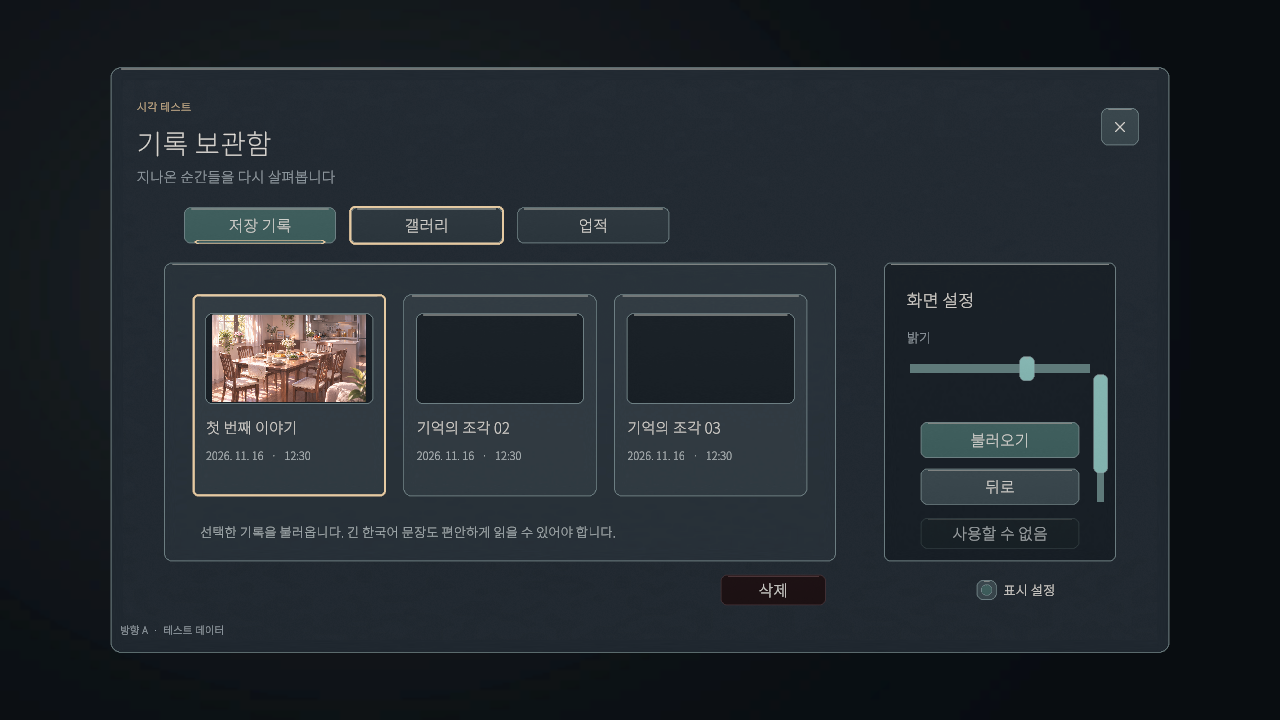 시각 테스트
기록 보관함
지나온 순간들을 다시 살펴봅니다
×
저장 기록
갤러리
업적
첫 번째 이야기
2026. 11. 16 · 12:30
기억의 조각 02
2026. 11. 16 · 12:30
기억의 조각 03
2026. 11. 16 · 12:30
선택한 기록을 불러옵니다. 긴 한국어 문장도 편안하게 읽을 수 있어야 합니다.
화면 설정
밝기
불러오기
뒤로
사용할 수 없음
삭제
표시 설정
방향 A · 테스트 데이터